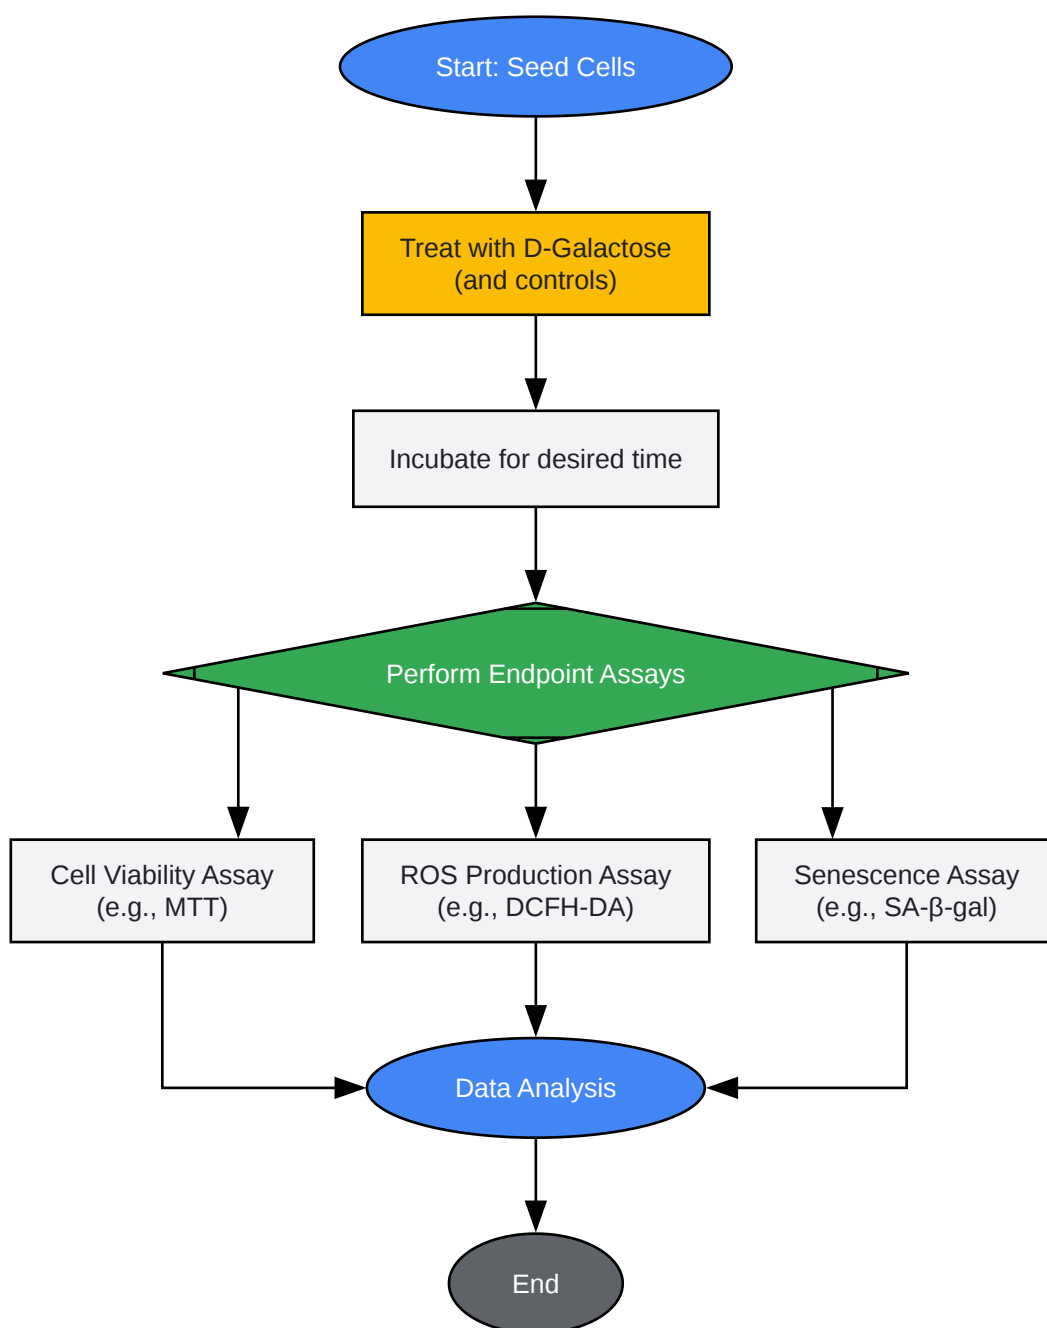 Start: Seed Cells
Treat with D-Galactose
(and controls)
Incubate for desired time
Perform Endpoint Assays
Cell Viability Assay
(e.g., MTT)
ROS Production Assay
(e.g., DCFH-DA)
Senescence Assay
(e.g., SA-β-gal)
Data Analysis
End